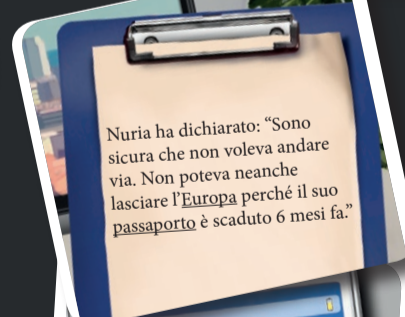 Nuria ha dichiarato: “Sono
sicura che non voleva andare
via. Non poteva neanche
lasciare l’Europa perché il suo
passaporto è scaduto 6 mesi fa.”